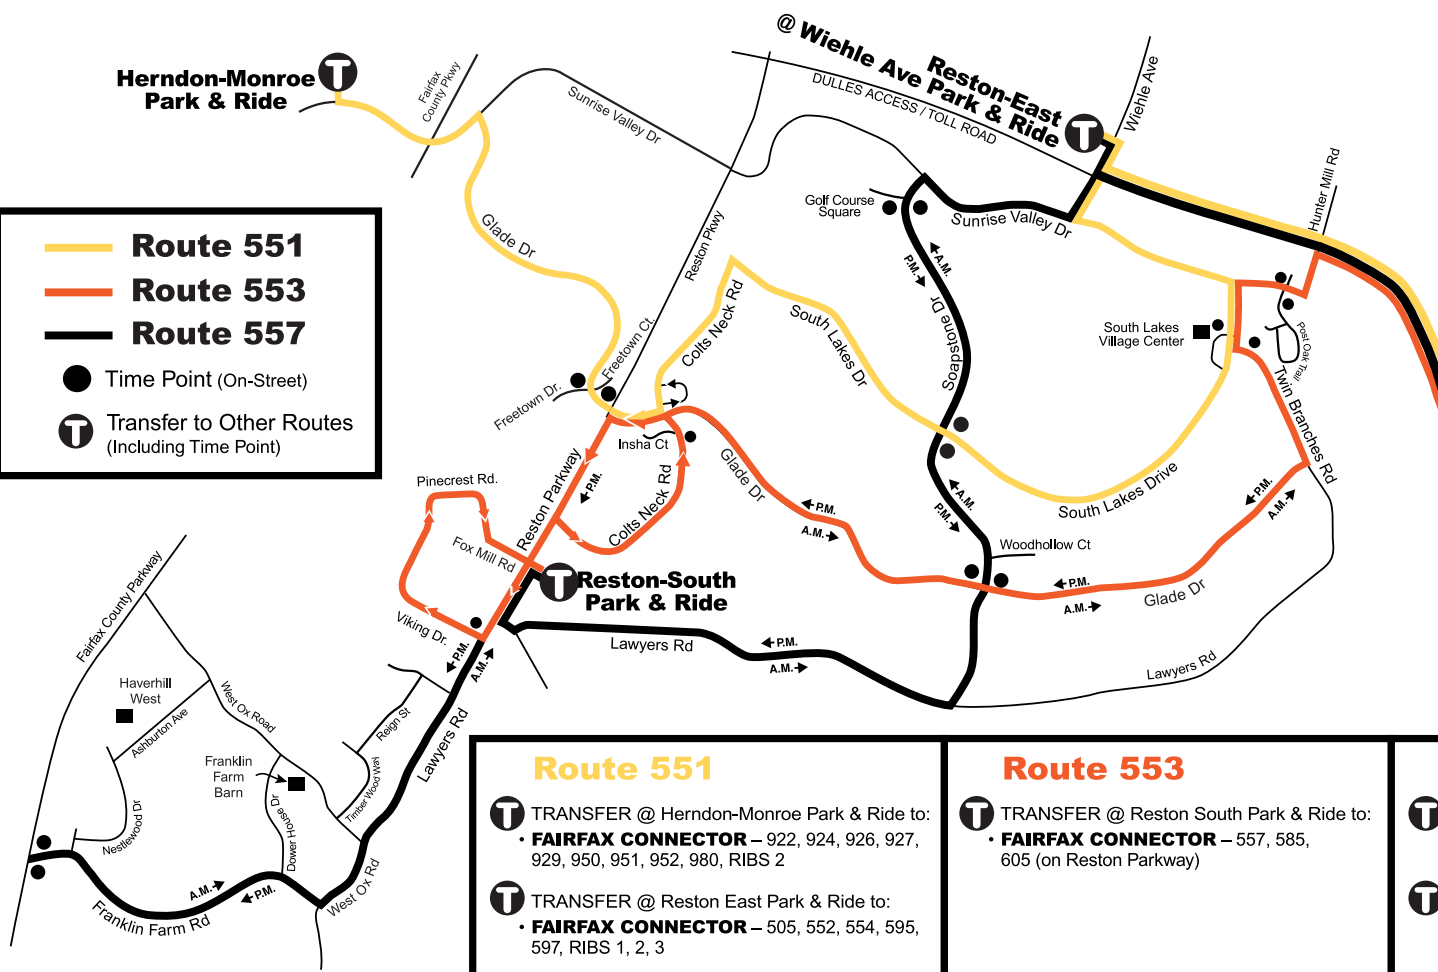 @ Wiehle Ave Park & Ride
Reston-East
Herndon-Monroe
Park & Ride
Fairfax
County Pkwy
Sunrise Valley Dr
DULLES ACCESS / TOLL ROAD
Wiehle Ave
Hunter Mill Rd
Golf Course
Square
Sunrise Valley Dr
Route 551
Route 553
Route 557
Time Point (On-Street)
Transfer to Other Routes
(Including Time Point)
Glade Dr
Reston Pkwy
A.M.
P.M.
Soapstone Dr
Colts Neck Rd
South Lakes Dr
South Lakes
Village Center
Post Oak Trail
Twin Branches Rd
Freetown Ct.
Freetown Dr.
Insha Ct
Reston Parkway
P.M.
Colts Neck Rd
Glade Dr
Pinecrest Rd.
Fox Mill Rd
Viking Dr.
A.M.
P.M.
South Lakes Drive
P.M.
A.M.
P.M.
A.M.
Woodhollow Ct
P.M.
A.M.
Glade Dr
Reston-South
Park & Ride
P.M.
A.M.
Lawyers Rd
P.M.
A.M.
Lawyers Rd
Fairfax County Parkway
Haverhill
West
Ashburton Ave
West Ox Road
Reign St
Lawyers Rd
Franklin
Farm
Barn
Timber Wood Way
Nestlewood Dr
Dower House Dr
A.M.
P.M.
Franklin Farm Rd
West Ox Rd
Route 551
TRANSFER @ Herndon-Monroe Park & Ride to:
• FAIRFAX CONNECTOR – 922, 924, 926, 927,
929, 950, 951, 952, 980, RIBS 2
TRANSFER @ Reston East Park & Ride to:
• FAIRFAX CONNECTOR – 505, 552, 554, 595,
597, RIBS 1, 2, 3
Route 553
TRANSFER @ Reston South Park & Ride to:
• FAIRFAX CONNECTOR – 557, 585,
605 (on Reston Parkway)